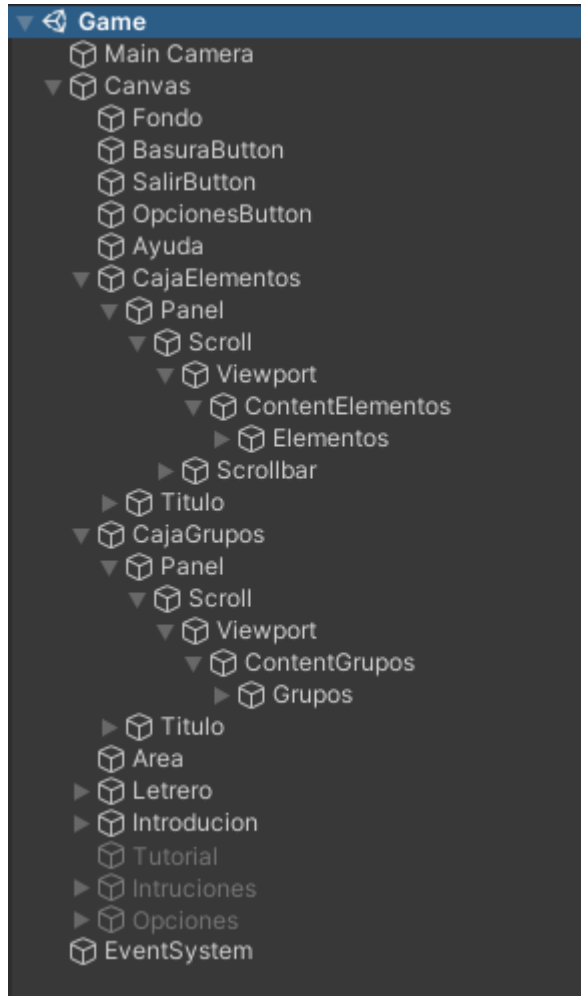 Game
Main Camera
Canvas
Fondo
BasuraButton
SalirButton
OpcionesButton
Ayuda
CajaElementos
Panel
Scroll
Viewport
ContentElementos
Elementos
Scrollbar
Titulo
CajaGrupos
Panel
Scroll
Viewport
ContentGrupos
Grupos
Titulo
Area
Letrero
Introducion
Tutorial
Intruciones
Opciones
EventSystem